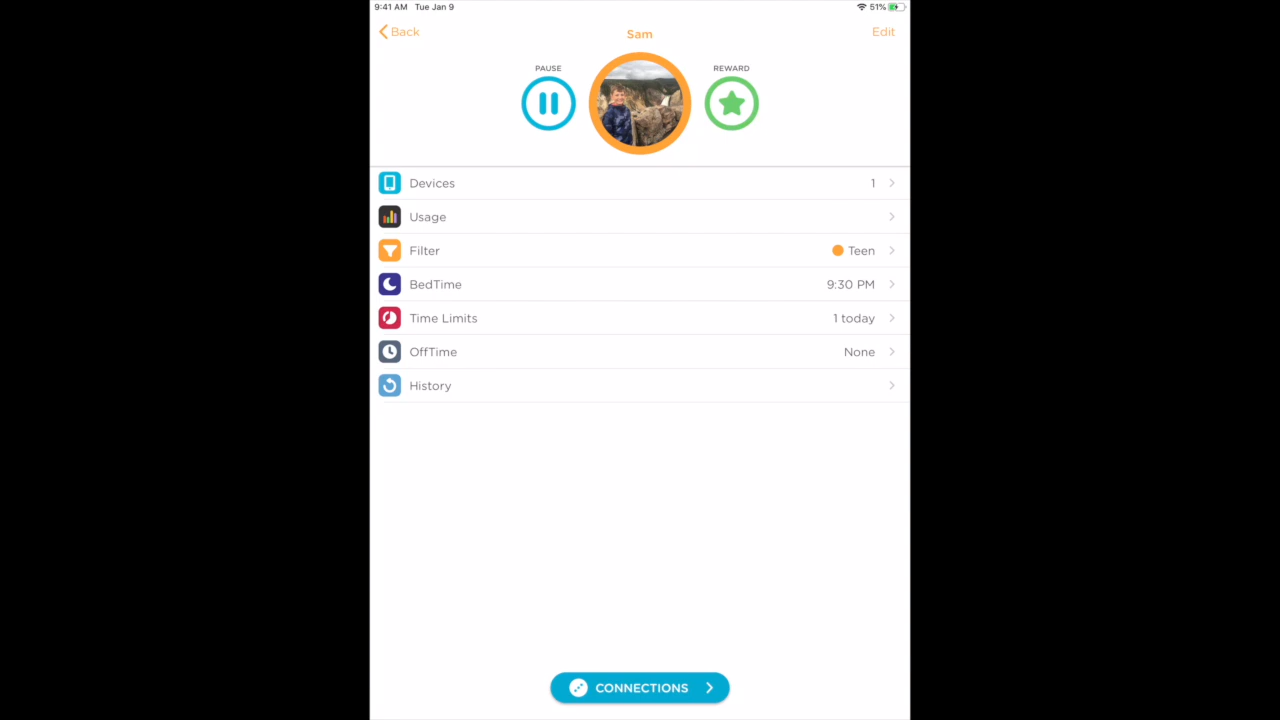 9:41 AM Tue Jan 9 51%
Back Sam Edit
PAUSE REWARD
Devices 1
Usage
Filter Teen
BedTime 9:30 PM
Time Limits 1 today
OffTime None
History
CONNECTIONS